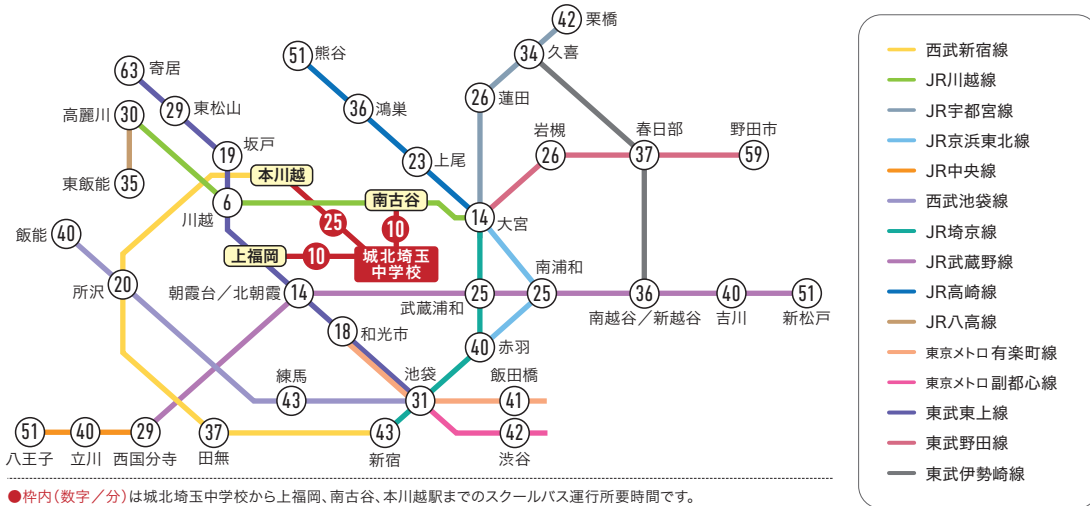 42
栗橋
51
熊谷
34
久喜
63
寄居
26
蓮田
36
鴻巣
29
東松山
高麗川
30
岩槻
春日部
野田市
坂戸
19
23
上尾
26
37
59
東飯能
35
本川越
6
川越
南古谷
14
大宮
25
10
飯能
40
上福岡
10
城北埼玉
中学校
南浦和
20
所沢
朝霞台/北朝霞
14
25
武蔵浦和
25
36
南越谷/新越谷
40
吉川
51
新松戸
18
和光市
40
赤羽
練馬
43
池袋
31
飯田橋
41
51
八王子
40
立川
29
西国分寺
37
田無
43
新宿
42
渋谷
●枠内(数字/分)は城北埼玉中学校から上福岡、南古谷、本川越駅までのスクールバス運行所要時間です。
西武新宿線
JR川越線
JR宇都宮線
JR京浜東北線
JR中央線
西武池袋線
JR埼京線
JR武蔵野線
JR高崎線
JR八高線
東京メトロ有楽町線
東京メトロ副都心線
東武東上線
東武野田線
東武伊勢崎線